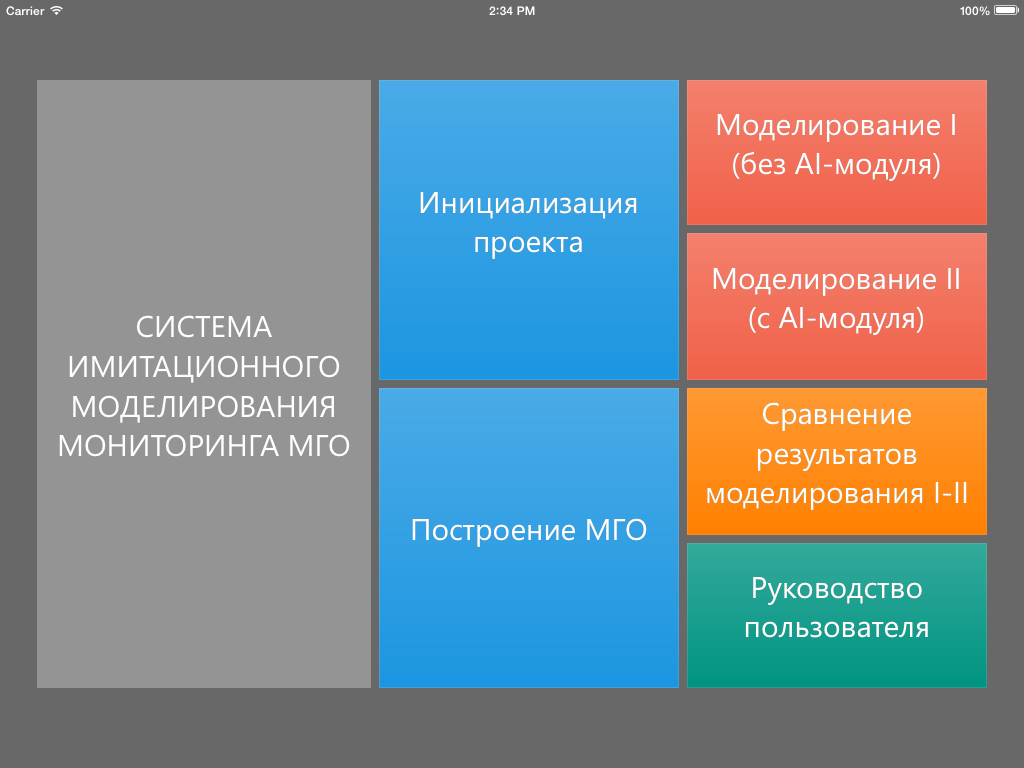 Carrier
2:34 PM
100%
СИСТЕМА
ИМИТАЦИОННОГО
МОДЕЛИРОВАНИЯ
МОНИТОРИНГА МГО
Инициализация
проекта
Построение МГО
Моделирование I
(без AI-модуля)
Моделирование II
(с AI-модуля)
Сравнение
результатов
моделирования I-II
Руководство
пользователя